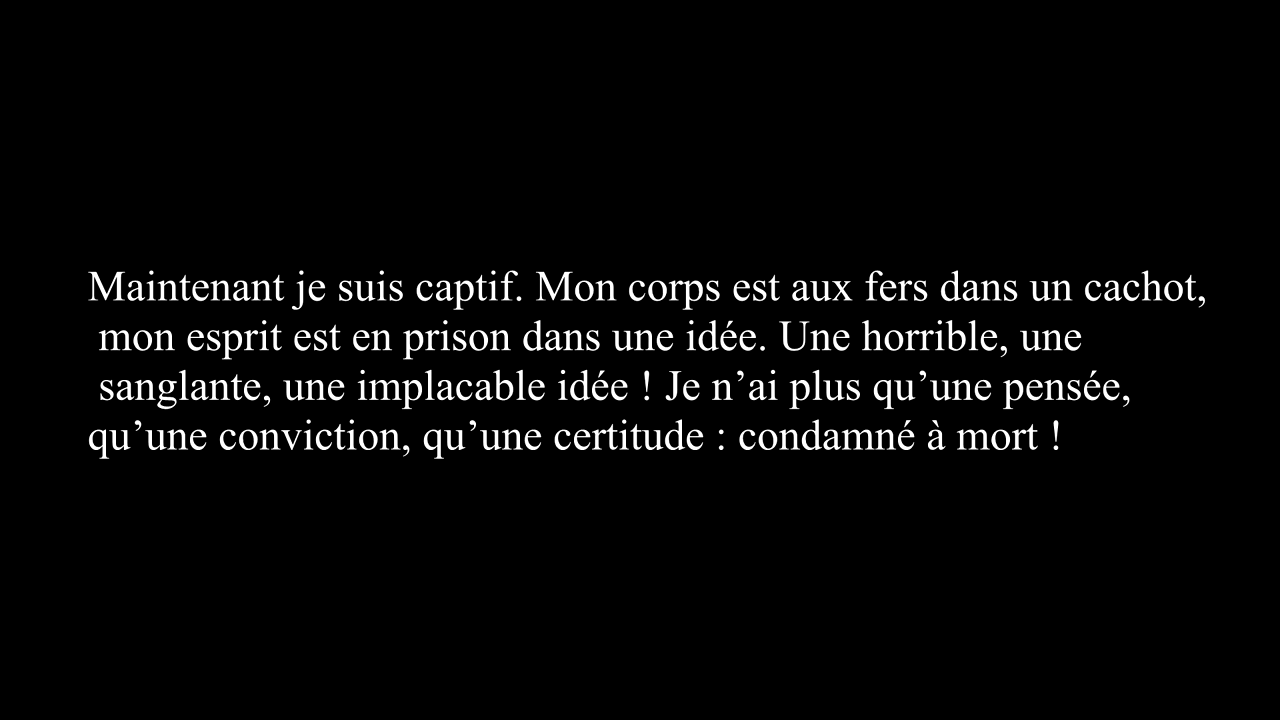 Maintenant je suis captif. Mon corps est aux fers dans un cachot,
mon esprit est en prison dans une idée. Une horrible, une
sanglante, une implacable idée ! Je n’ai plus qu’une pensée,
qu’une conviction, qu’une certitude : condamné à mort !